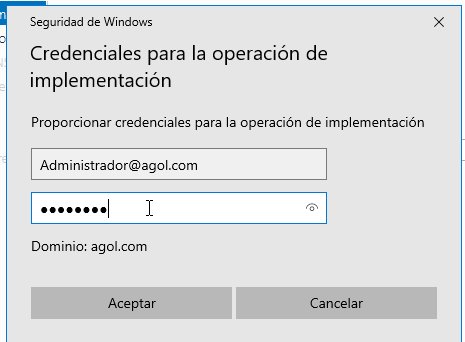 Seguridad de Windows
Credenciales para la operación de
implementación
Proporcionar credenciales para la operación de implementación
Administrador@agol.com
●●●●●●●●
Dominio: agol.com
Aceptar
Cancelar